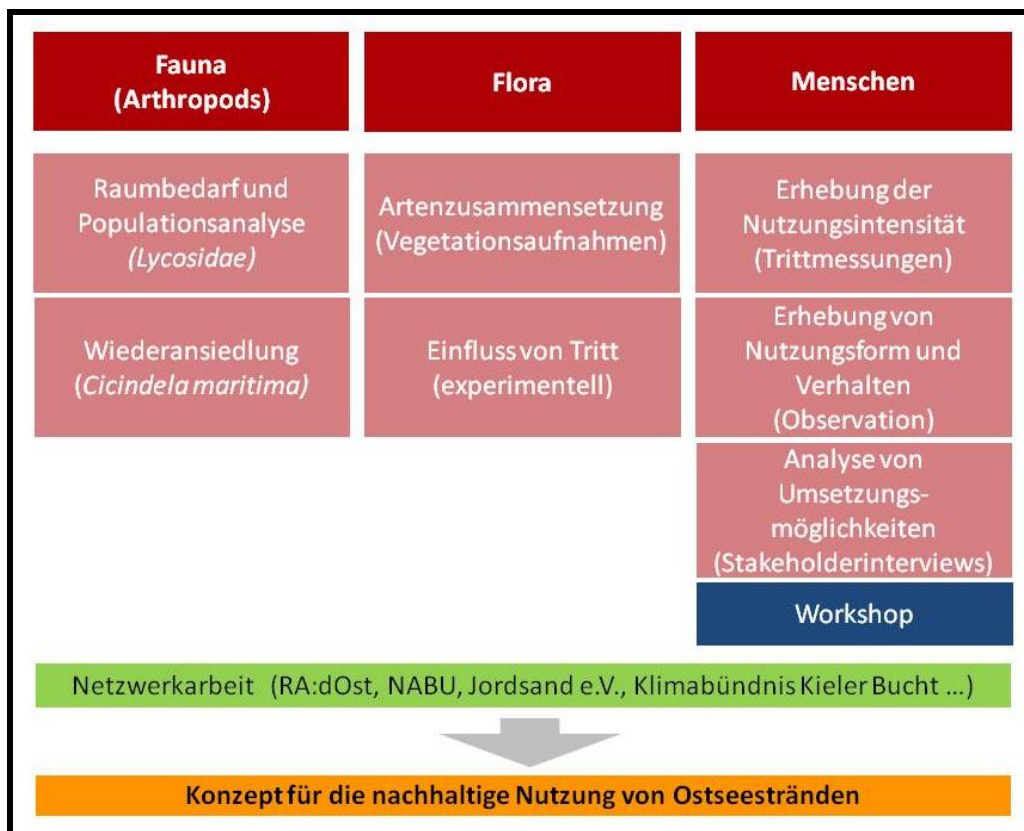 Fauna
(Arthropods)
Raumbedarf und
Populationsanalyse
(Lycosidae)
Wiederansiedlung
(Cicindela maritima)
Flora
Artenzusammensetzung
(Vegetationsaufnahmen)
Einfluss von Tritt
(experimentell)
Menschen
Erhebung der
Nutzungsintensität
(Trittmessungen)
Erhebung von
Nutzungsform und
Verhalten
(Observation)
Analyse von
Umsetzungs-
möglichkeiten
(Stakeholderinterviews)
Workshop
Netzwerkarbeit (RA:dOst, NABU, Jordsand e.V., Klimabündnis Kieler Bucht ...)
Konzept für die nachhaltige Nutzung von Ostseestränden